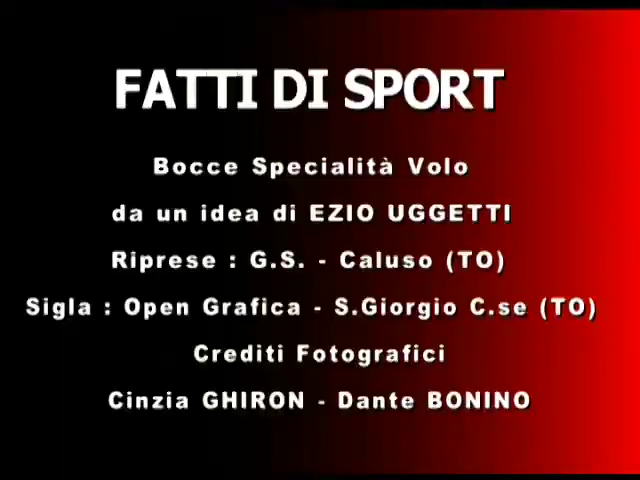 FATTI DI SPORT
Bocce Specialità Volo
da un idea di EZIO UGGETTI
Riprese : G.S. - Caluso (TO)
Sigla : Open Grafica - S.Giorgio C.se (TO)
Crediti Fotografici
Cinzia GHIRON - Dante BONINO